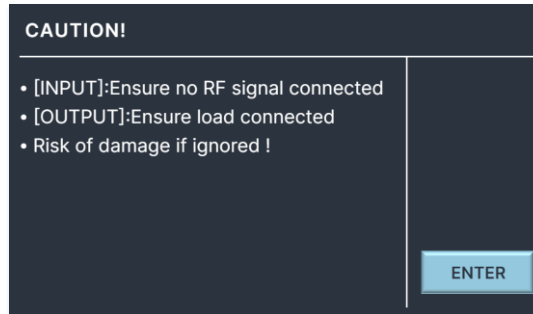 CAUTION!
• [INPUT]:Ensure no RF signal connected
• [OUTPUT]:Ensure load connected
• Risk of damage if ignored !
ENTER